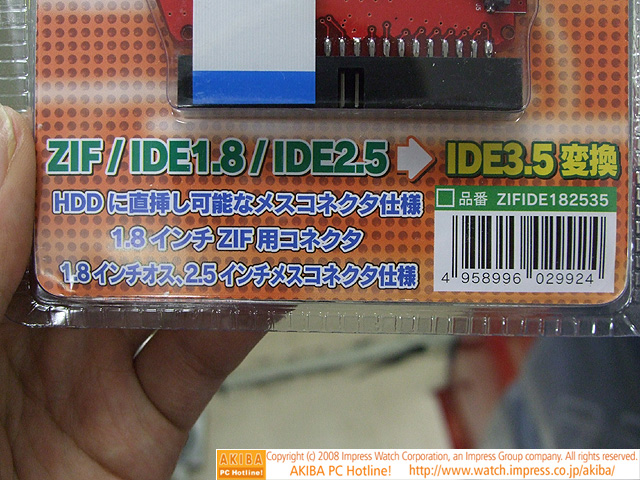 ZIF / IDE1.8 / IDE2.5 → IDE3.5 変換
HDDに直挿し可能なメスコネクタ仕様
1.8インチZIF用コネクタ
1.8インチオス、2.5インチメスコネクタ仕様
品番 ZIFIDE182535
4 958996 029924
AKIBA PC Hotline!
Copyright (c) 2008 Impress Watch Corporation, an Impress Group company. All rights reserved.
AKIBA PC Hotline! http://www.watch.impress.co.jp/akiba/